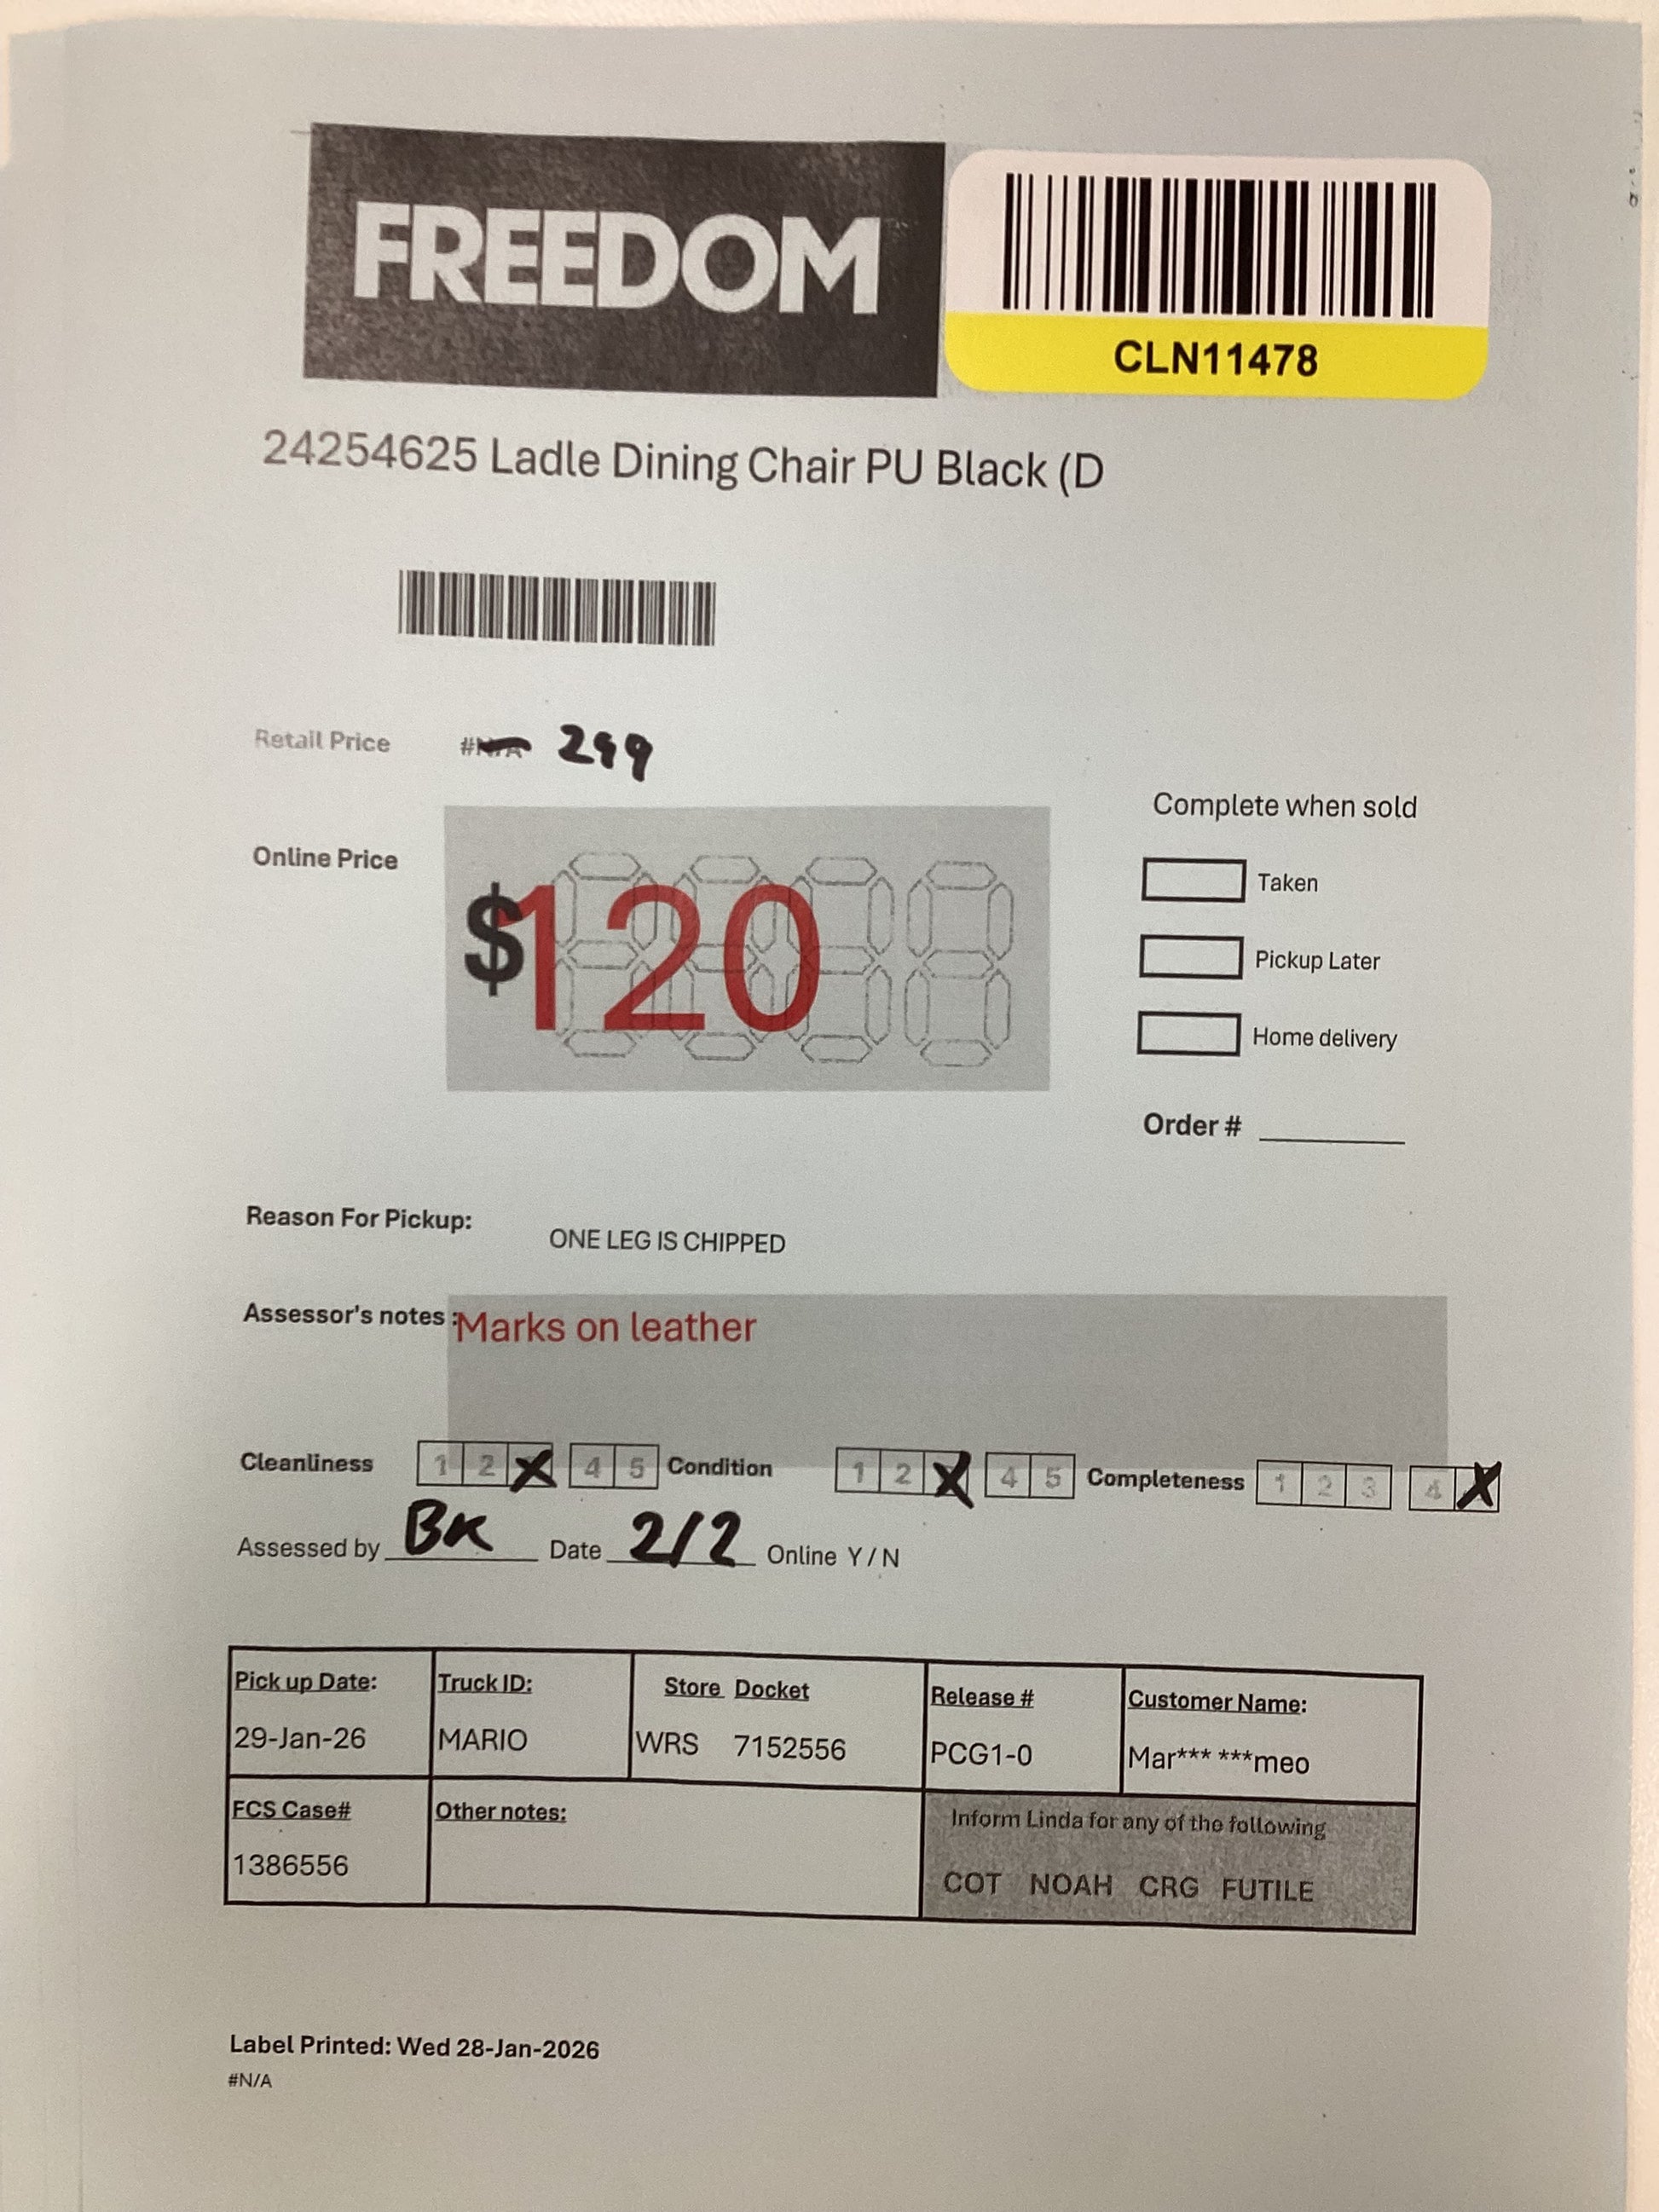 FREEDOM
CLN11478
24254625 Ladle Dining Chair PU Black (D
Retail Price #N/A 299
Online Price $120
Complete when sold
Taken
Pickup Later
Home delivery
Order #
Reason For Pickup: ONE LEG IS CHIPPED
Assessor's notes : Marks on leather
Cleanliness 1 2 X 4 5 Condition 1 2 X 4 5 Completeness 1 2 3 4 X
Assessed by BK Date 2/2 Online Y / N
Pick up Date: Truck ID: Store Docket Release # Customer Name:
29-Jan-26 MARIO WRS 7152556 PCG1-0 Mar*** ***meo
FCS Case# Other notes: Inform Linda for any of the following
1386556 COT NOAH CRG FUTILE
Label Printed: Wed 28-Jan-2026
#N/A